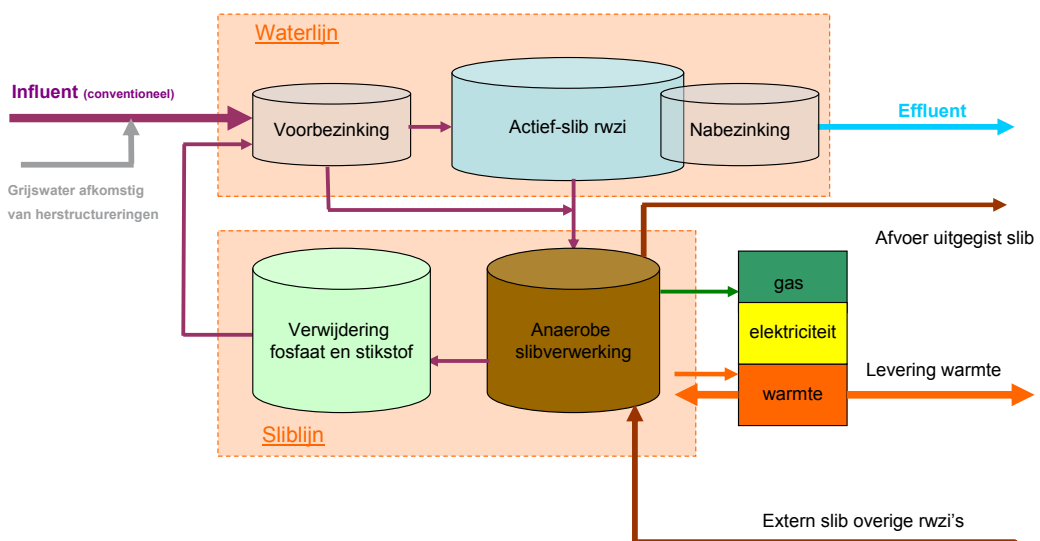 Waterlijn
Influent (conventioneel)
Voorbezinking
Actief-slib rwzi
Nabezinking
Effluent
Grijswater afkomstig
van herstructureringen
Afvoer uitgegist slib
gas
Verwijdering
fosfaat en stikstof
Anaerobe
slibverwerking
elektriciteit
Levering warmte
warmte
Sliblijn
Extern slib overige rwzi's